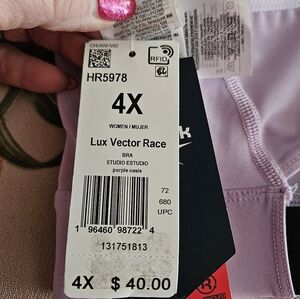 CHUBREMBZ
RFID
HR5978
4X
WOMEN / MUJER
Lux Vector Race
BRA
STUDIO ESTUDIO
purple oasis
72
680
UPC
1 96460 98722 4
131751813
4X $ 40.00